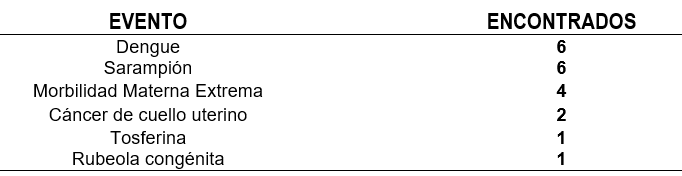 EVENTO ENCONTRADOS
Dengue 6
Sarampión 6
Morbilidad Materna Extrema 4
Cáncer de cuello uterino 2
Tosferina 1
Rubeola congénita 1